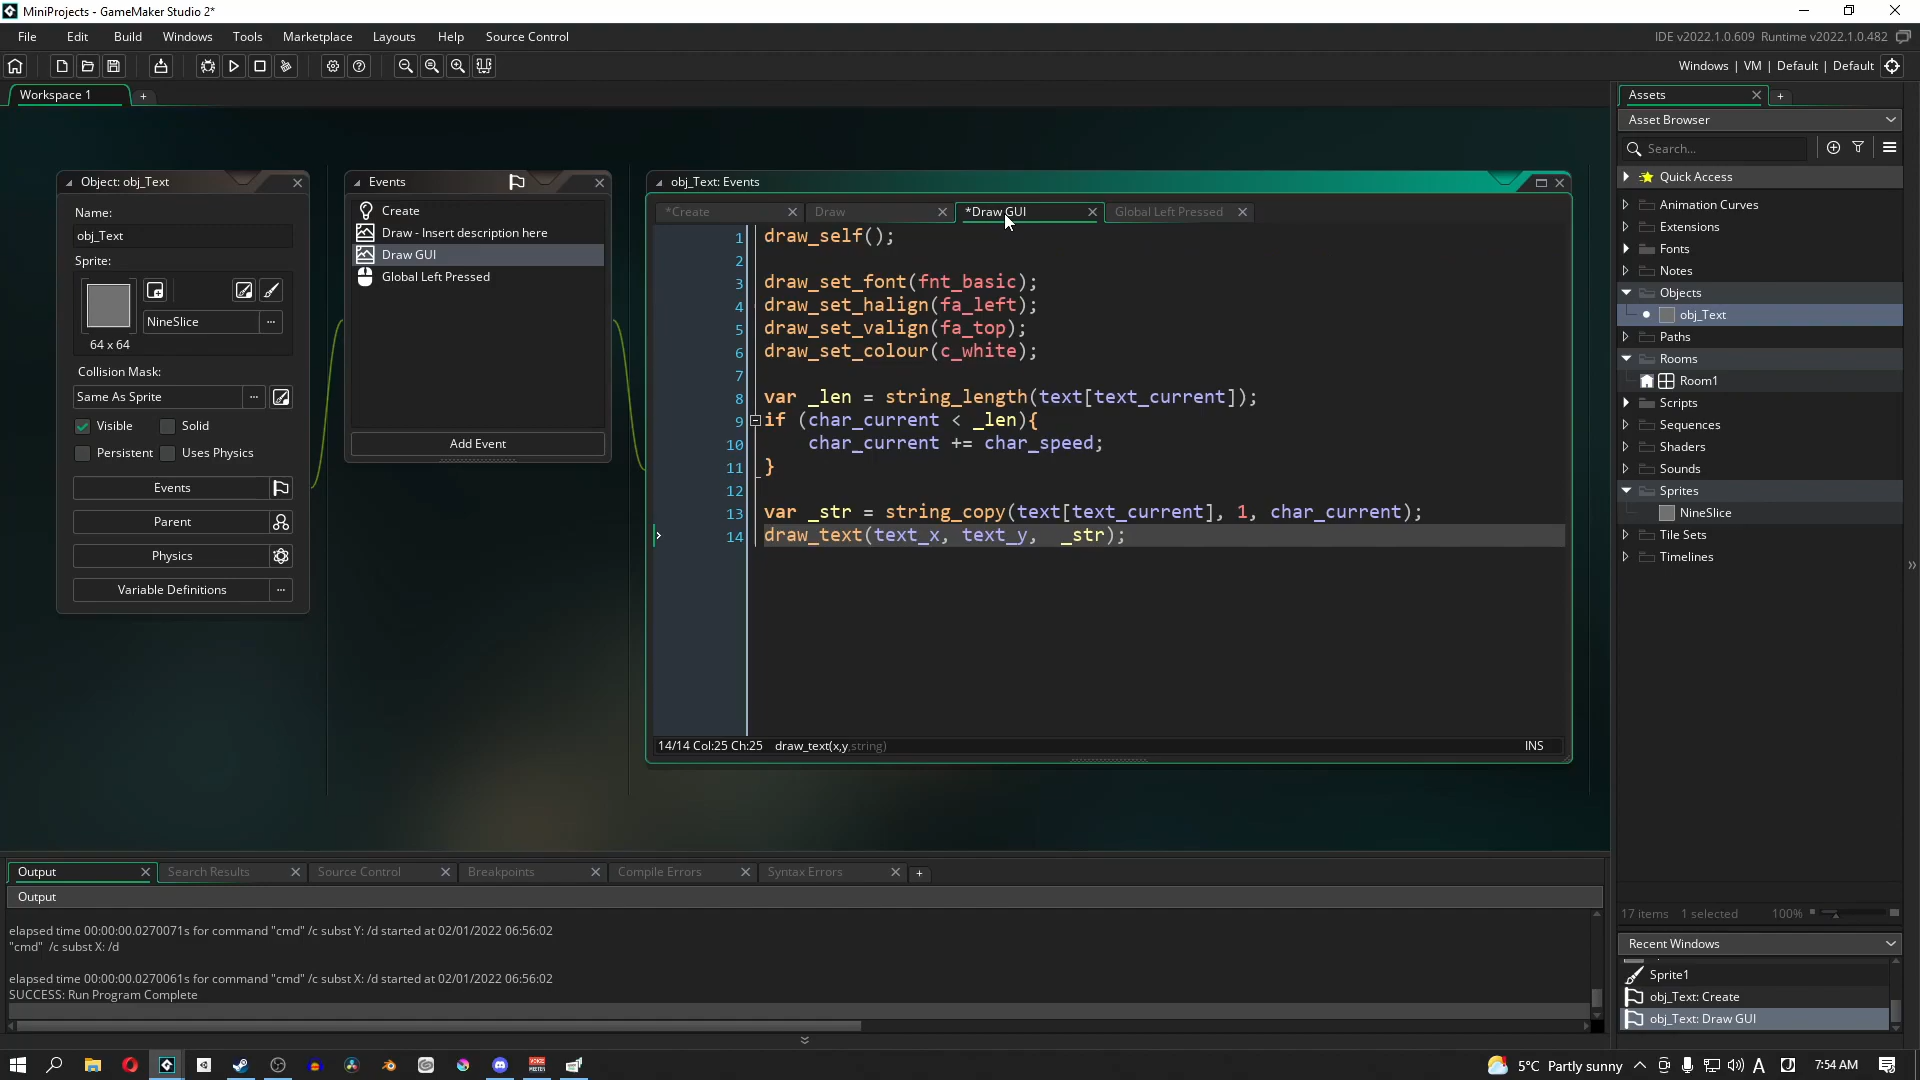 MiniProjects - GameMaker Studio 2*
File Edit Build Windows Tools Marketplace Layouts Help Source Control
IDE v2022.1.0.609 Runtime v2022.1.0.482
Windows | VM | Default | Default
Workspace 1
Object: obj_Text
Name:
obj_Text
Sprite:
NineSlice
64 x 64
Collision Mask:
Same As Sprite
Visible Solid
Persistent Uses Physics
Events
Parent
Physics
Variable Definitions
Events
Create
Draw - Insert description here
Draw GUI
Global Left Pressed
Add Event
obj_Text: Events
*Create Draw *Draw GUI Global Left Pressed
1 draw_self();
2
3 draw_set_font(fnt_basic);
4 draw_set_halign(fa_left);
5 draw_set_valign(fa_top);
6 draw_set_colour(c_white);
7
8 var _len = string_length(text[text_current]);
9 if (char_current < _len){
10 char_current += char_speed;
11 }
12
13 var _str = string_copy(text[text_current], 1, char_current);
14 draw_text(text_x, text_y, _str);
14/14 Col:25 Ch:25 draw_text(x,y,string) INS
Assets
Asset Browser
Search...
Quick Access
Animation Curves
Extensions
Fonts
Notes
Objects
obj_Text
Paths
Rooms
Room1
Scripts
Sequences
Shaders
Sounds
Sprites
NineSlice
Tile Sets
Timelines
17 items 1 selected 100%
Recent Windows
Sprite1
obj_Text: Create
obj_Text: Draw GUI
Output Search Results Source Control Breakpoints Compile Errors Syntax Errors
Output
elapsed time 00:00:00.0270071s for command "cmd" /c subst Y: /d started at 02/01/2022 06:56:02
"cmd" /c subst X: /d
elapsed time 00:00:00.0270061s for command "cmd" /c subst X: /d started at 02/01/2022 06:56:02
SUCCESS: Run Program Complete
5°C Partly sunny A 7:54 AM